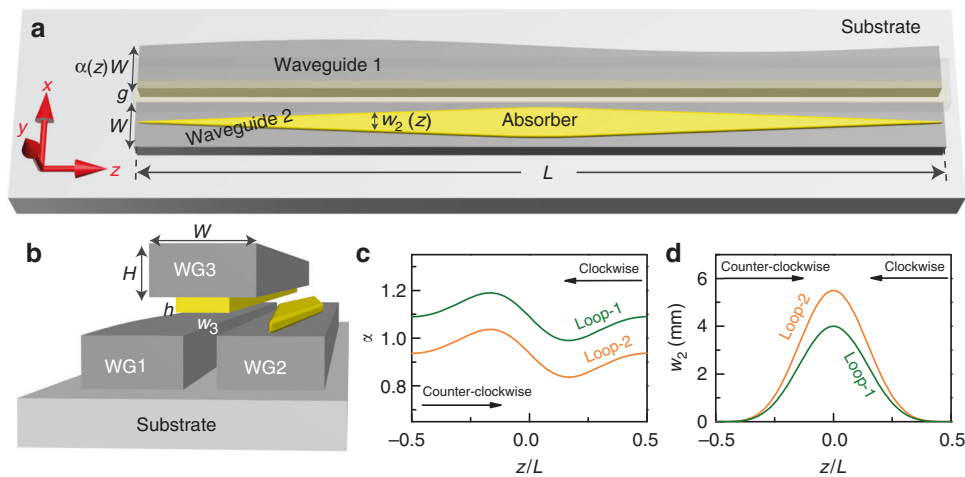 a
Substrate
α(z)W
Waveguide 1
x
g
y
W
Waveguide 2
w₂ (z)
Absorber
z
L
b
W
H
WG3
h
w₃
WG1
WG2
Substrate
c
Clockwise
1.2
Loop-1
α
1.0
Loop-2
0.8
Counter-clockwise
−0.5
0.0
0.5
z/L
d
6
Counter-clockwise
Clockwise
Loop-2
4
w₂ (mm)
2
Loop-1
0
−0.5
0.0
0.5
z/L